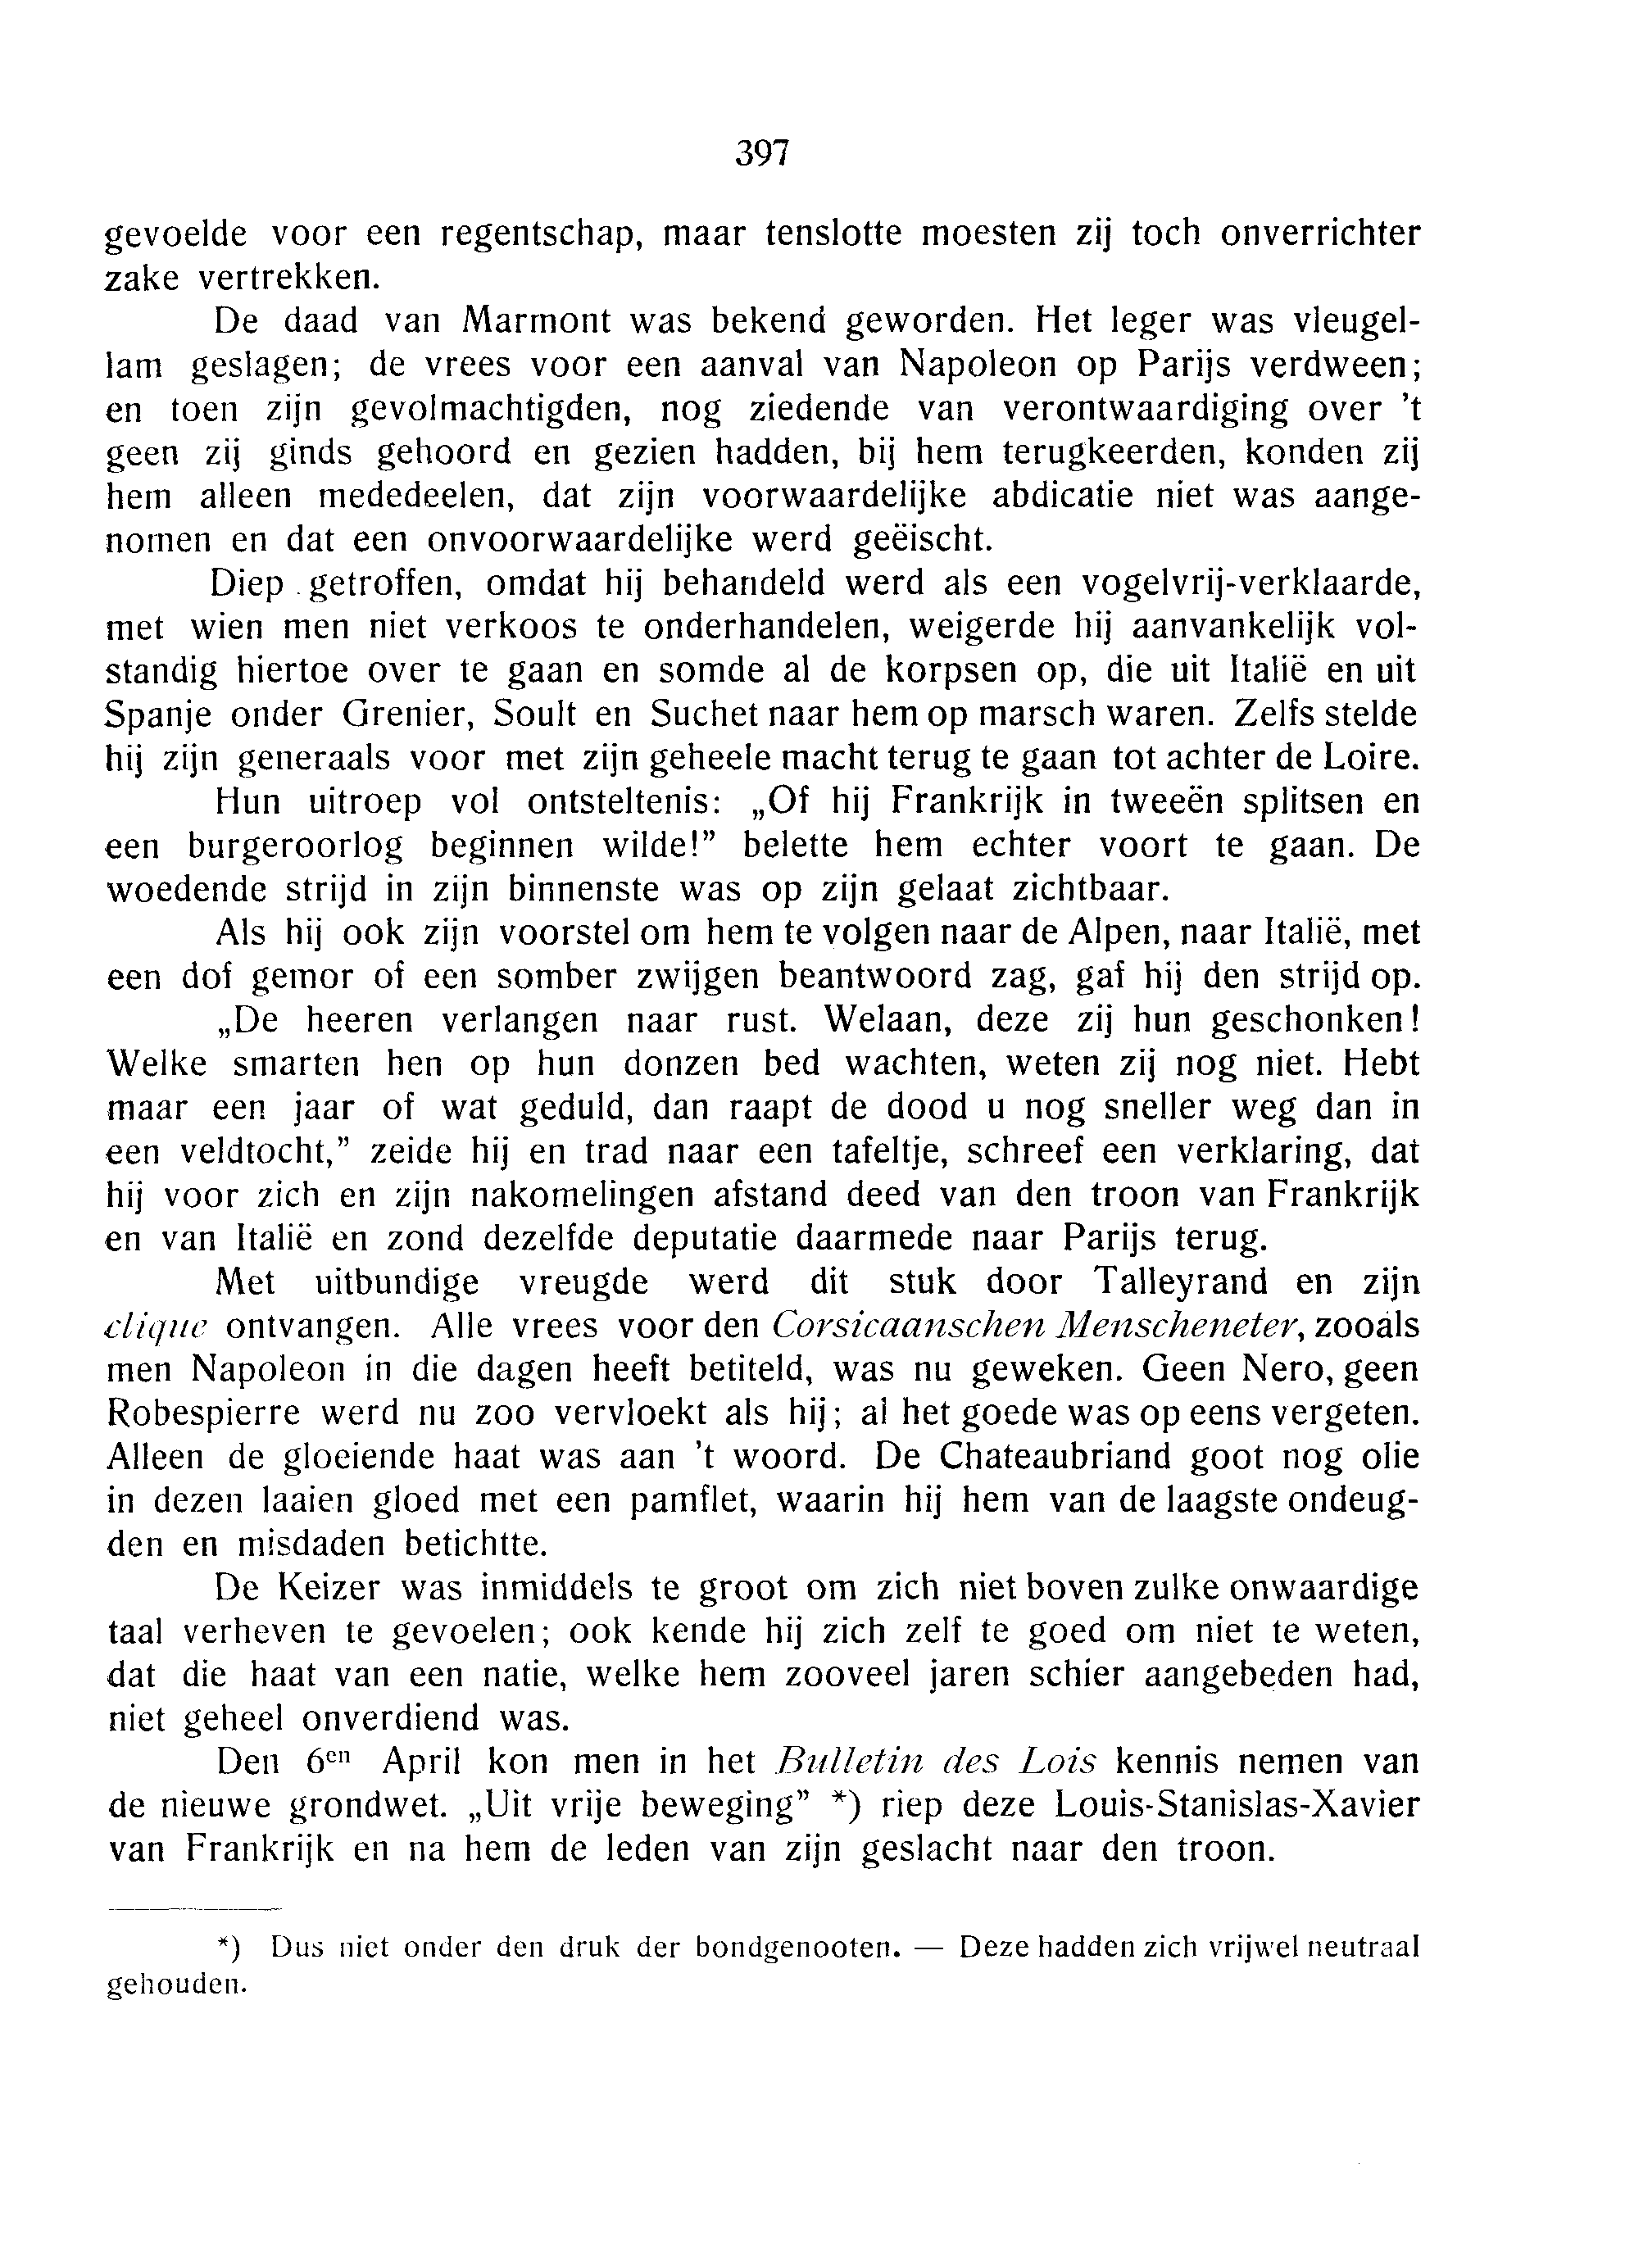 397
gevoelde voor een regentschap, maar tenslotte moesten zij toch onverrichter
zake vertrekken.
De daad van Marmont was bekend geworden. Het leger was vleugel-
lam geslagen; de vrees voor een aanval van Napoleon op Parijs verdween;
en toen zijn gevolmachtigden, nog ziedende van verontwaardiging over ’t
geen zij ginds gehoord en gezien hadden, bij hem terugkeerden, konden zij
hem alleen mededeelen, dat zijn voorwaardelijke abdicatie niet was aange-
nomen en dat een onvoorwaardelijke werd geëischt.
Diep getroffen, omdat hij behandeld werd als een vogelvrij-verklaarde,
met wien men niet verkoos te onderhandelen, weigerde hij aanvankelijk vol-
standig hiertoe over te gaan en somde al de korpsen op, die uit Italië en uit
Spanje onder Grenier, Soult en Suchet naar hem op marsch waren. Zelfs stelde
hij zijn generaals voor met zijn geheele macht terug te gaan tot achter de Loire.
Hun uitroep vol ontsteltenis: „Of hij Frankrijk in tweeën splitsen en
een burgeroorlog beginnen wilde!” belette hem echter voort te gaan. De
woedende strijd in zijn binnenste was op zijn gelaat zichtbaar.
Als hij ook zijn voorstel om hem te volgen naar de Alpen, naar Italië, met
een dof gemor of een somber zwijgen beantwoord zag, gaf hij den strijd op.
„De heeren verlangen naar rust. Welaan, deze zij hun geschonken!
Welke smarten hen op hun donzen bed wachten, weten zij nog niet. Hebt
maar een jaar of wat geduld, dan raapt de dood u nog sneller weg dan in
een veldtocht,” zeide hij en trad naar een tafeltje, schreef een verklaring, dat
hij voor zich en zijn nakomelingen afstand deed van den troon van Frankrijk
en van Italië en zond dezelfde deputatie daarmede naar Parijs terug.
Met uitbundige vreugde werd dit stuk door Talleyrand en zijn
clique ontvangen. Alle vrees voor den Corsicaanschen Menscheneter, zooals
men Napoleon in die dagen heeft betiteld, was nu geweken. Geen Nero, geen
Robespierre werd nu zoo vervloekt als hij; al het goede was op eens vergeten.
Alleen de gloeiende haat was aan ’t woord. De Chateaubriand goot nog olie
in dezen laaien gloed met een pamflet, waarin hij hem van de laagste ondeug-
den en misdaden betichtte.
De Keizer was inmiddels te groot om zich niet boven zulke onwaardige
taal verheven te gevoelen; ook kende hij zich zelf te goed om niet te weten,
dat die haat van een natie, welke hem zooveel jaren schier aangebeden had,
niet geheel onverdiend was.
Den 6en April kon men in het Bulletin des Lois kennis nemen van
de nieuwe grondwet. „Uit vrije beweging” *) riep deze Louis-Stanislas-Xavier
van Frankrijk en na hem de leden van zijn geslacht naar den troon.
*) Dus niet onder den druk der bondgenooten. — Deze hadden zich vrijwel neutraal
gehouden.